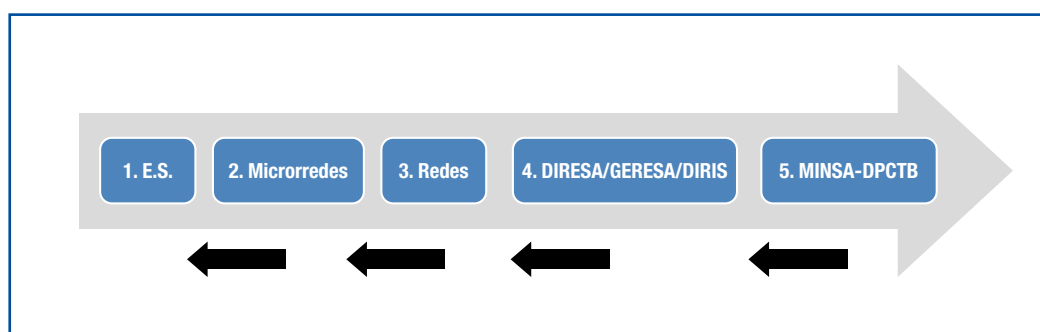 1. E.S.
2. Microrredes
3. Redes
4. DIRESA/GERESA/DIRIS
5. MINSA-DPCTB